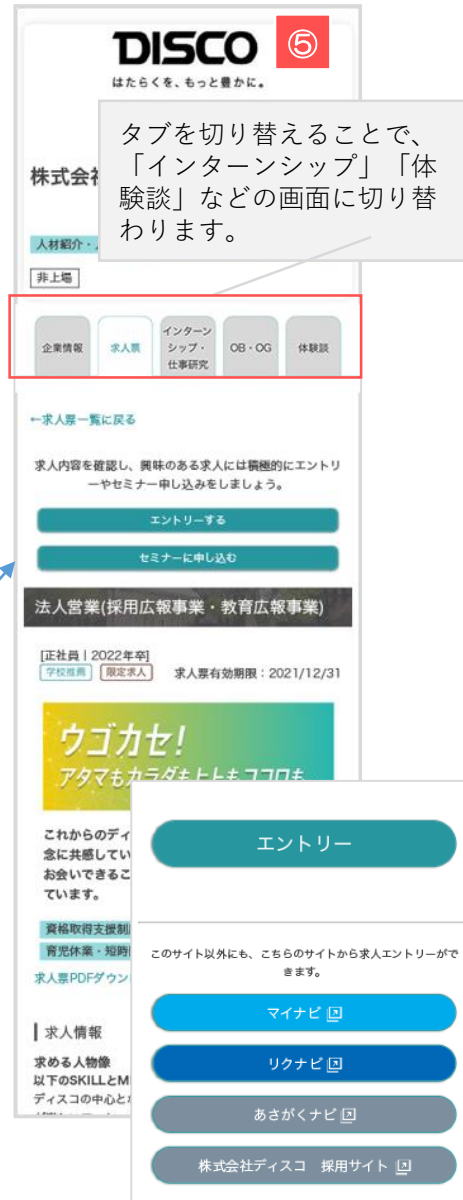 DISCO
⑤
はたらくを、もっと豊かに。
タブを切り替えることで、
「インターンシップ」「体
験談」などの画面に切り替
わります。
株式会社
人材紹介・
非上場
企業情報
求人票
インターン
シップ・
仕事研究
OB・OG
体験談
←求人票一覧に戻る
求人内容を確認し、興味のある求人には積極的にエントリ
ーやセミナー申し込みをしましょう。
エントリーする
セミナーに申し込む
法人営業(採用広報事業・教育広報事業)
[正社員 | 2022年卒]
学校推薦 限定求人 求人票有効期限：2021/12/31
ウゴカセ!
アタマもカラダもヒトもココロも
これからのディ
念に共感してい
お会いできるこ
ています。
資格取得支援制
育児休業・短時
求人票PDFダウン
求人情報
求める人物像
以下のSKILLとM
ディスコの中心とな
エントリー
このサイト以外にも、こちらのサイトから求人エントリーがで
きます。
マイナビ
リクナビ
あさがくナビ
株式会社ディスコ 採用サイト